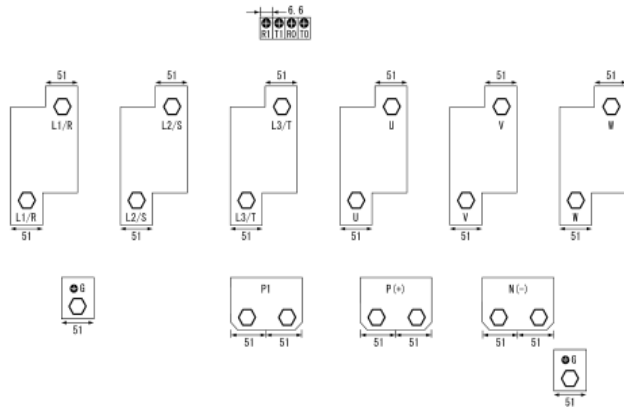 6.6
R1 T1 R0 T0
51 51 51 51 51 51
L1/R L2/S L3/T U V W
L1/R L2/S L3/T U V W
51 51 51 51 51 51
G P1 P(+) N(-)
51 51 51 51 51 51 51
G
51